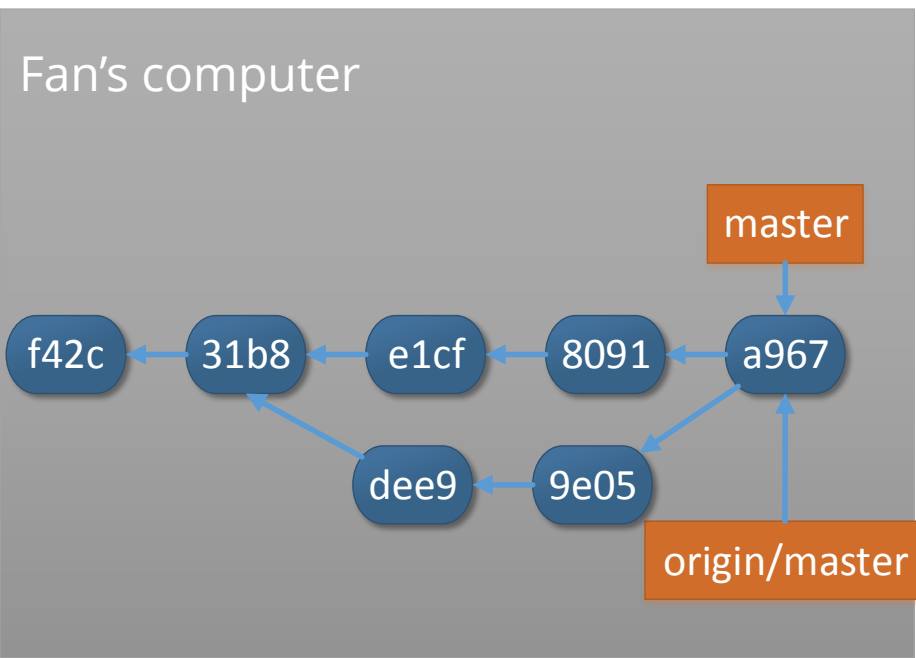 Fan’s computer
master
f42c
31b8
e1cf
8091
a967
dee9
9e05
origin/master